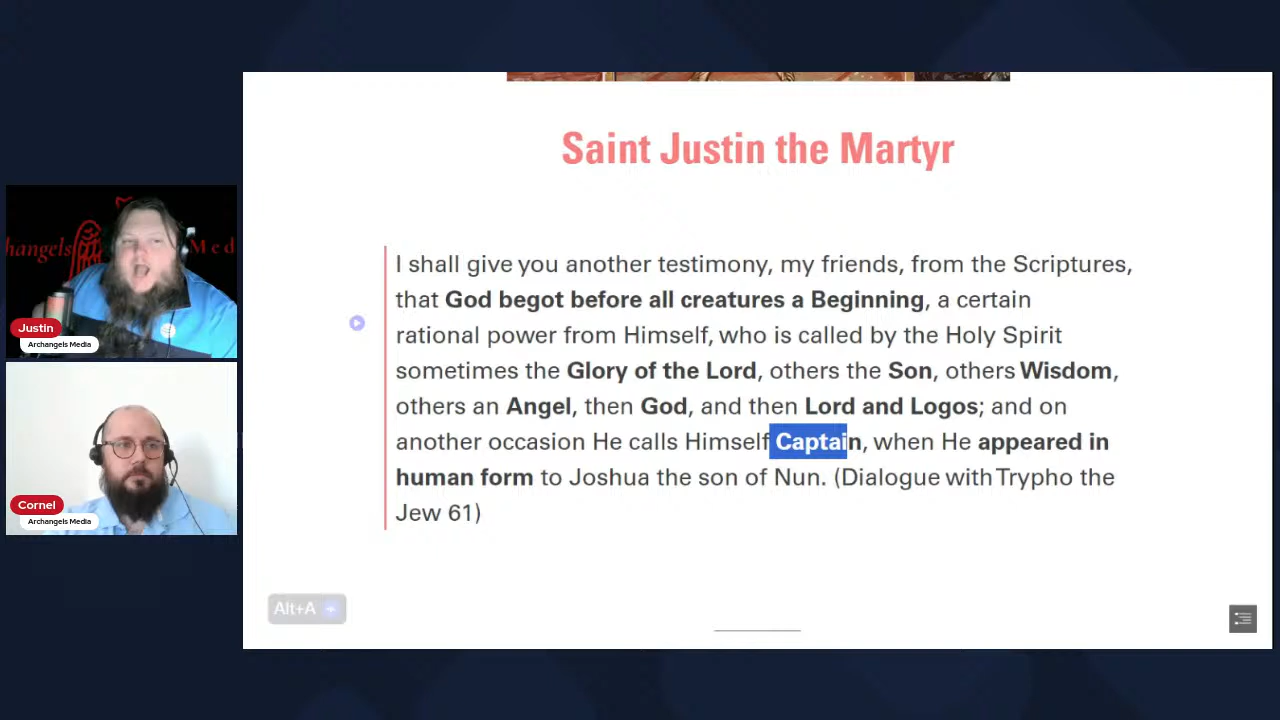 Saint Justin the Martyr
I shall give you another testimony, my friends, from the Scriptures,
that God begot before all creatures a Beginning, a certain
rational power from Himself, who is called by the Holy Spirit
sometimes the Glory of the Lord, others the Son, others Wisdom,
others an Angel, then God, and then Lord and Logos; and on
another occasion He calls Himself Captain, when He appeared in
human form to Joshua the son of Nun. (Dialogue with Trypho the
Jew 61)
Alt+A
hangels Med
Justin
Archangels Media
Cornel
Archangels Media